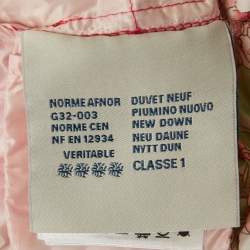 NORME AFNOR
G32-003
NORME CEN
NF EN 12934
VERITABLE
DUVET NEUF
PIUMINO NUOVO
NEW DOWN
NEU DAUNE
NYTT DUN
CLASSE 1